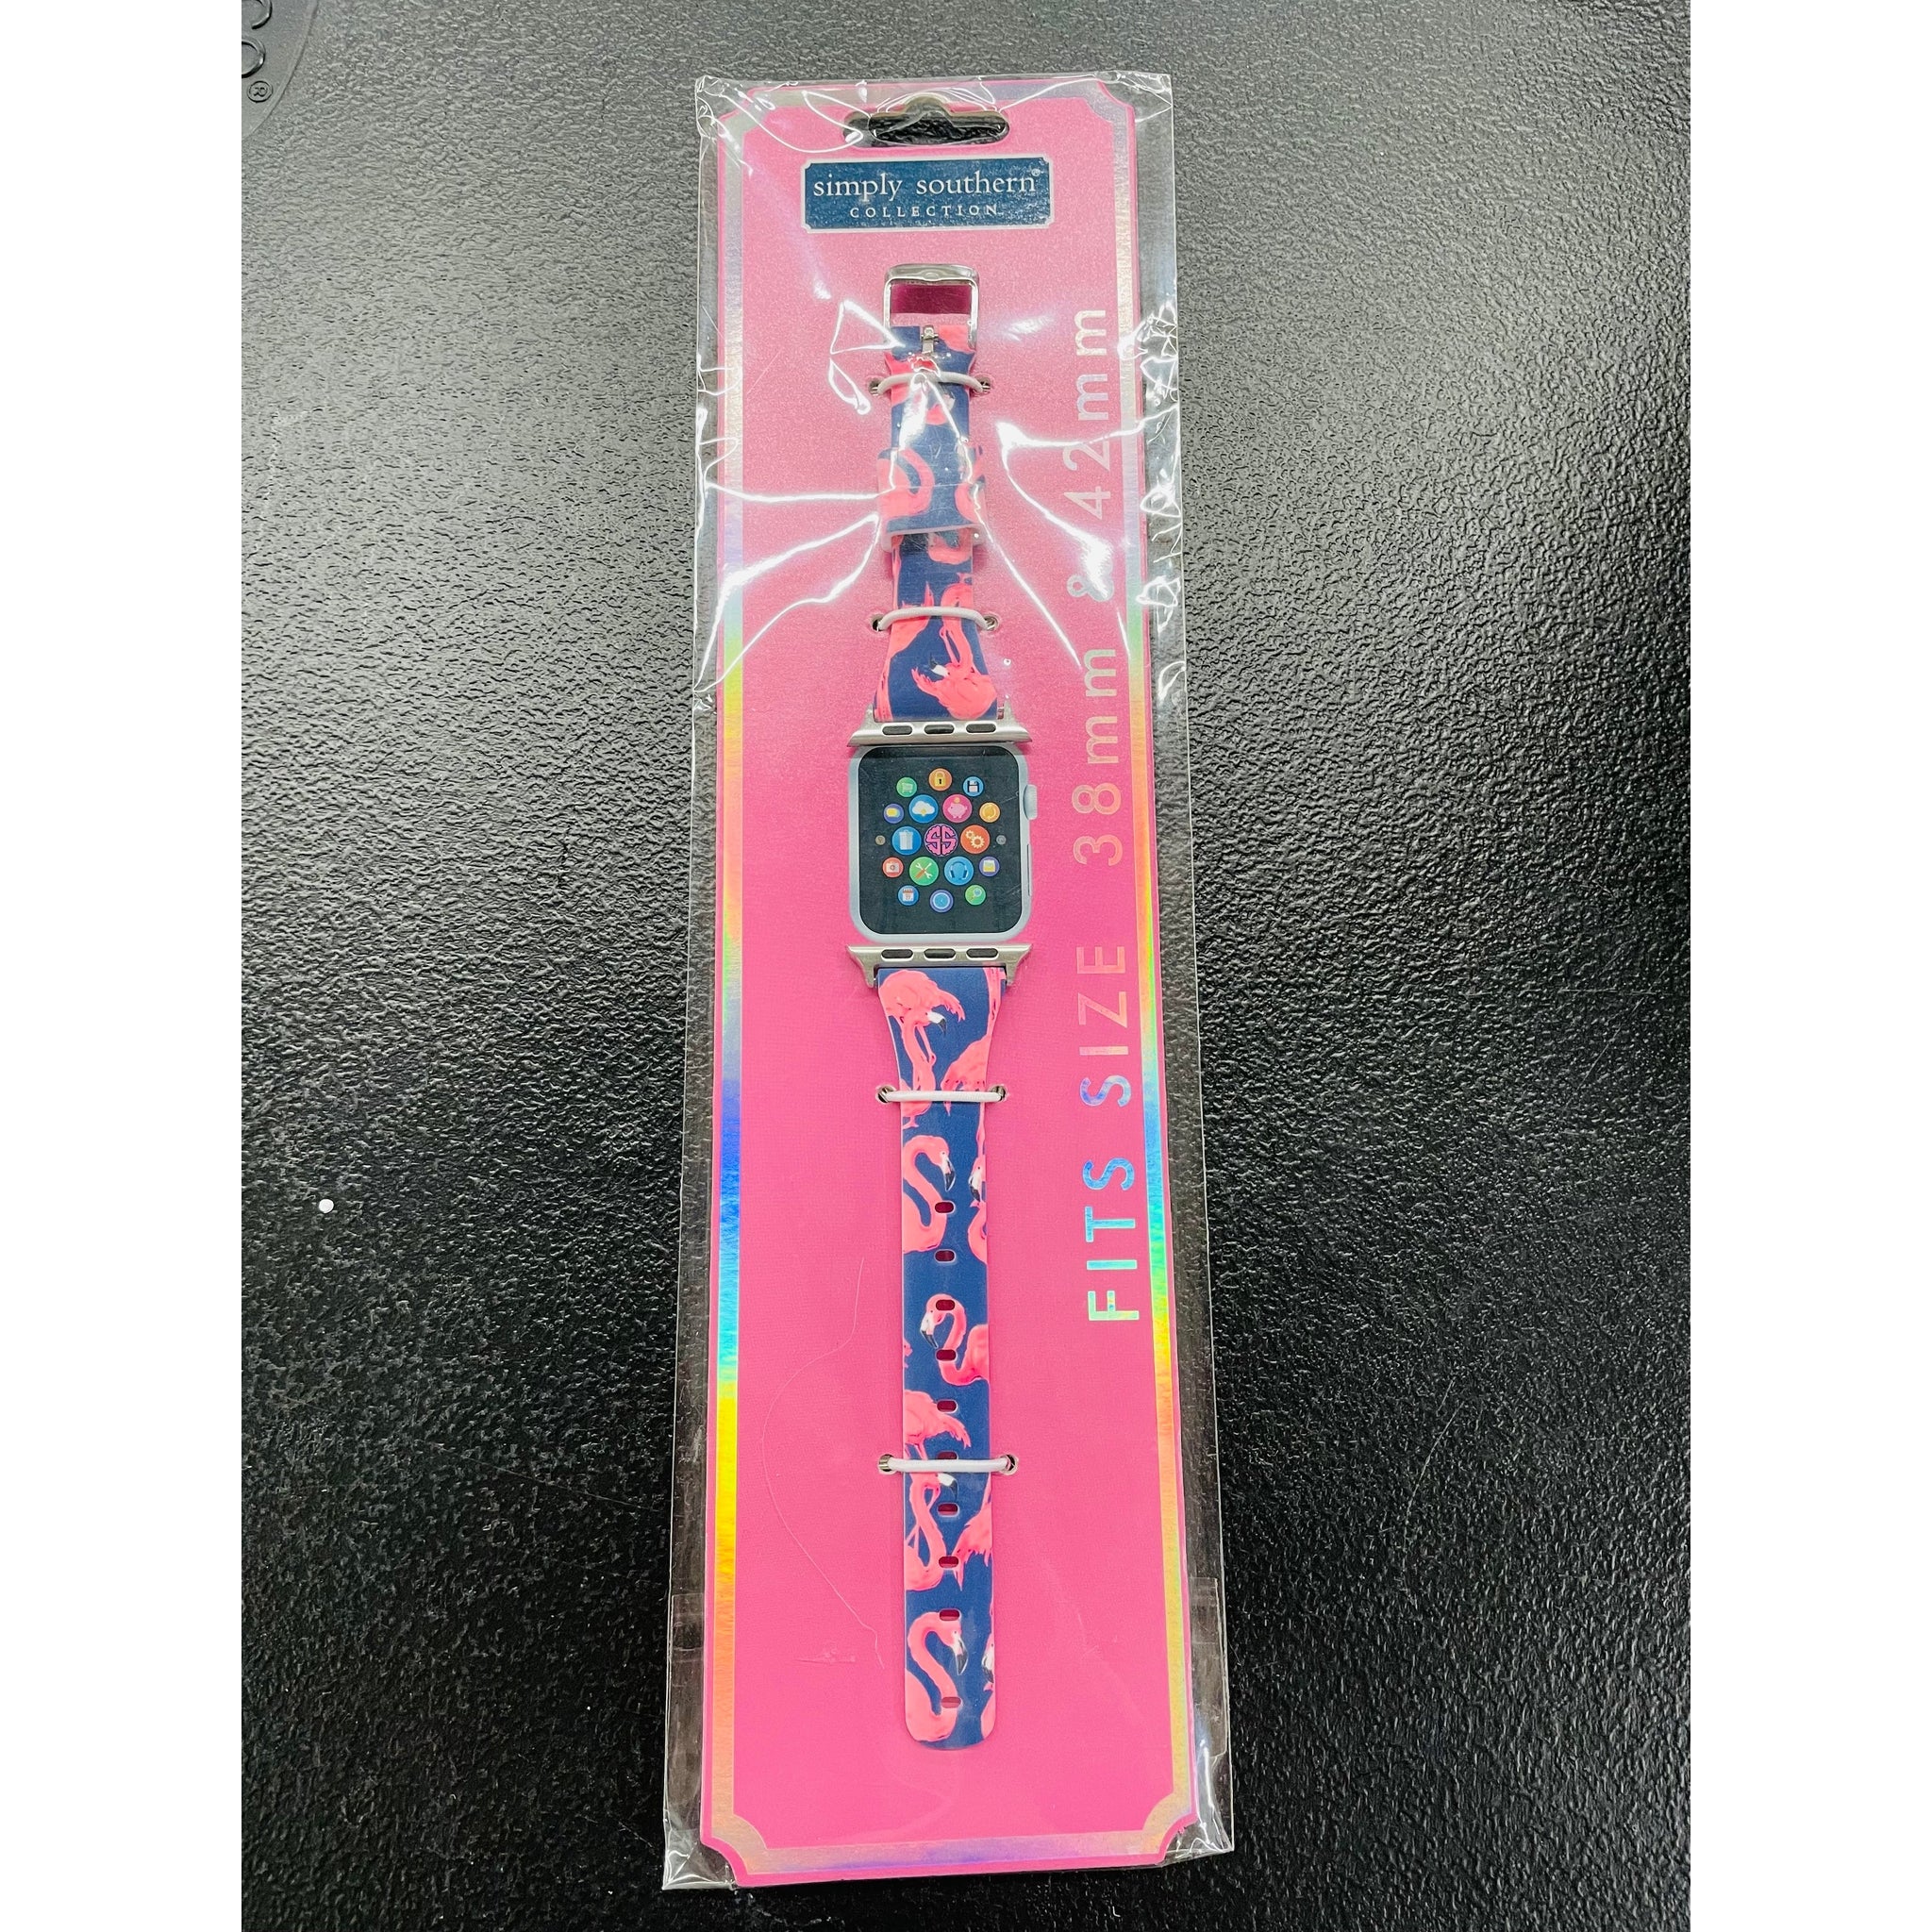 simply southern®
COLLECTION
FITS SIZE 38mm & 42mm